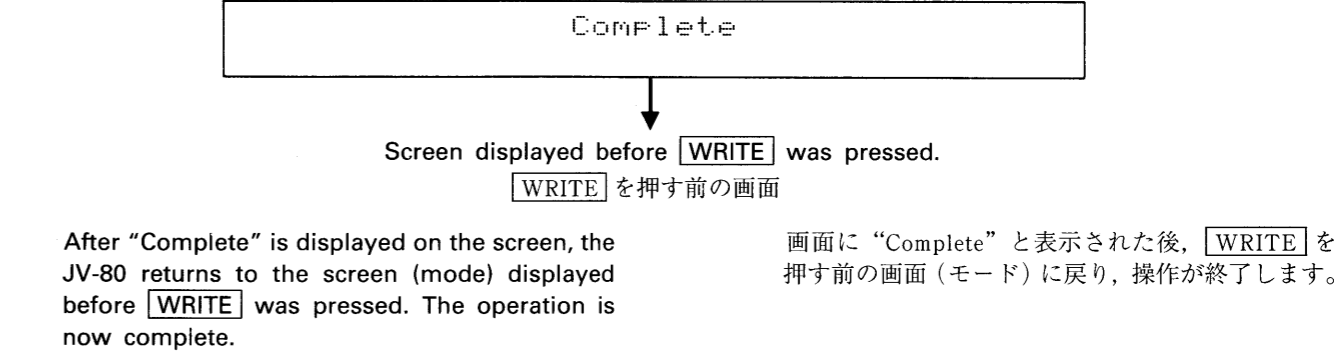 Complete
Screen displayed before WRITE was pressed.
WRITE を押す前の画面
After “Complete” is displayed on the screen, the
JV-80 returns to the screen (mode) displayed
before WRITE was pressed. The operation is
now complete.
画面に“Complete”と表示された後, WRITE を
押す前の画面(モード)に戻り, 操作が終了します。